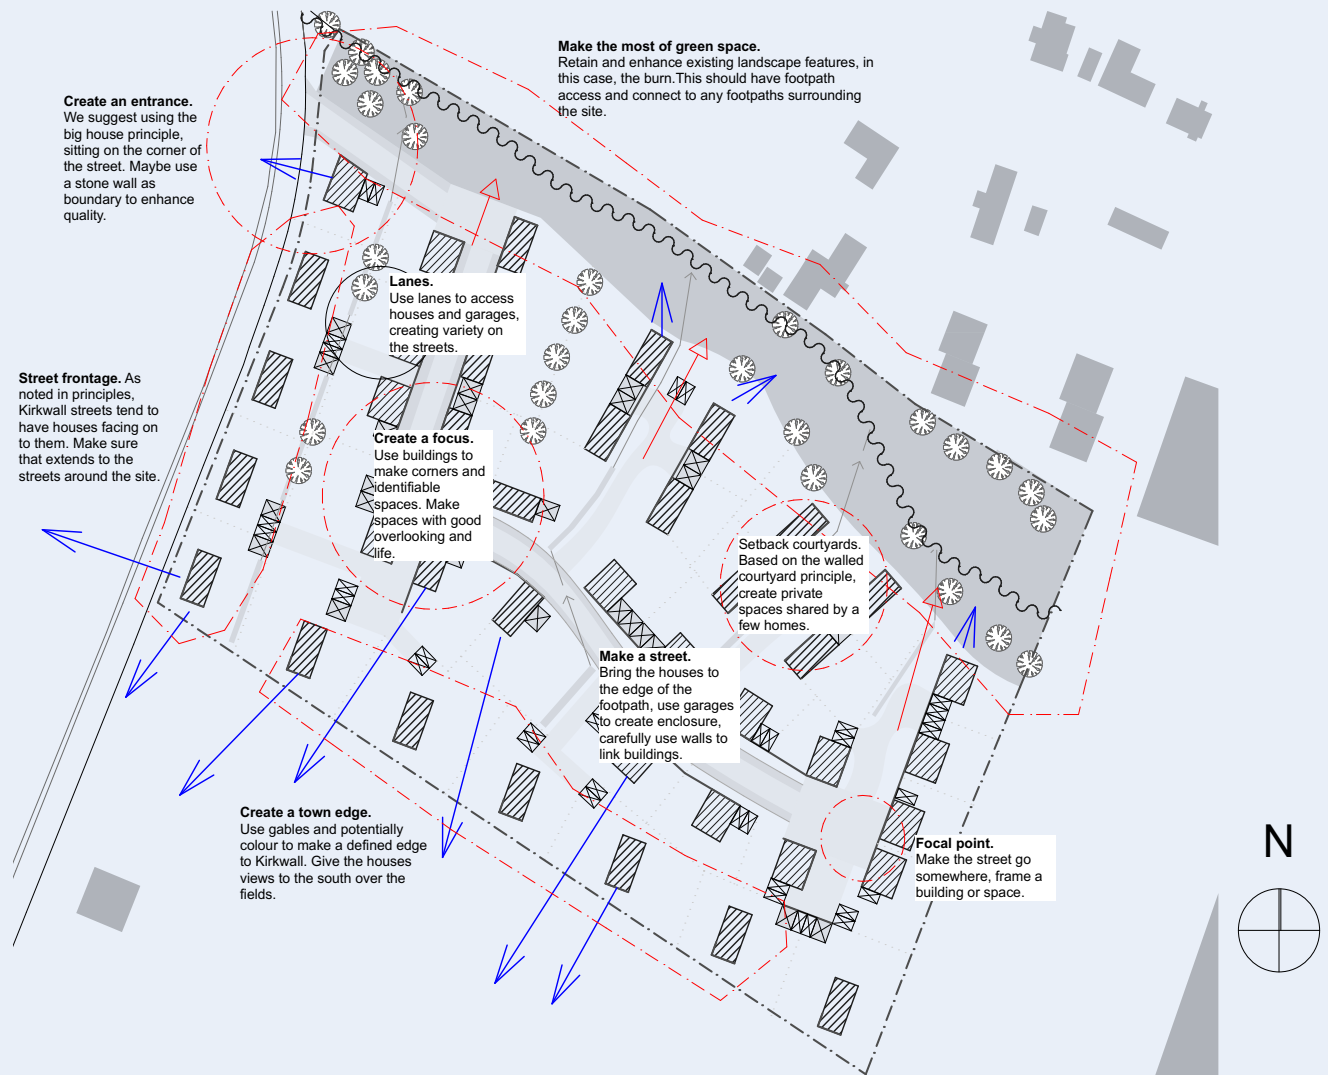 Make the most of green space.
Retain and enhance existing landscape features, in
this case, the burn.This should have footpath
access and connect to any footpaths surrounding
the site.
Create an entrance.
We suggest using the
big house principle,
sitting on the corner of
the street. Maybe use
a stone wall as
boundary to enhance
quality.
Lanes.
Use lanes to access
houses and garages,
creating variety on
the streets.
Street frontage. As
noted in principles,
Kirkwall streets tend to
have houses facing on
to them. Make sure
that extends to the
streets around the site.
Create a focus.
Use buildings to
make corners and
identifiable
spaces. Make
spaces with good
overlooking and
life.
Setback courtyards.
Based on the walled
courtyard principle,
create private
spaces shared by a
few homes.
Make a street.
Bring the houses to
the edge of the
footpath, use garages
to create enclosure,
carefully use walls to
link buildings.
Create a town edge.
Use gables and potentially
colour to make a defined edge
to Kirkwall. Give the houses
views to the south over the
fields.
Focal point.
Make the street go
somewhere, frame a
building or space.
N